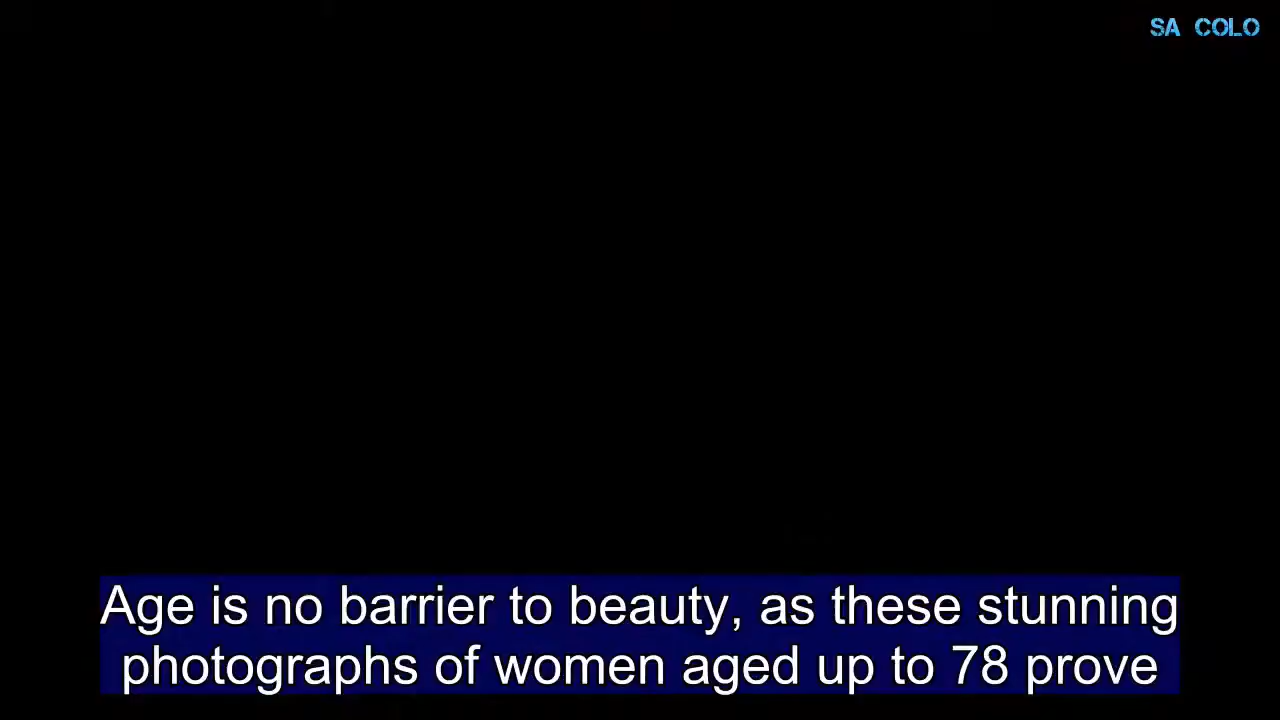 SA COLO
Age is no barrier to beauty, as these stunning
photographs of women aged up to 78 prove